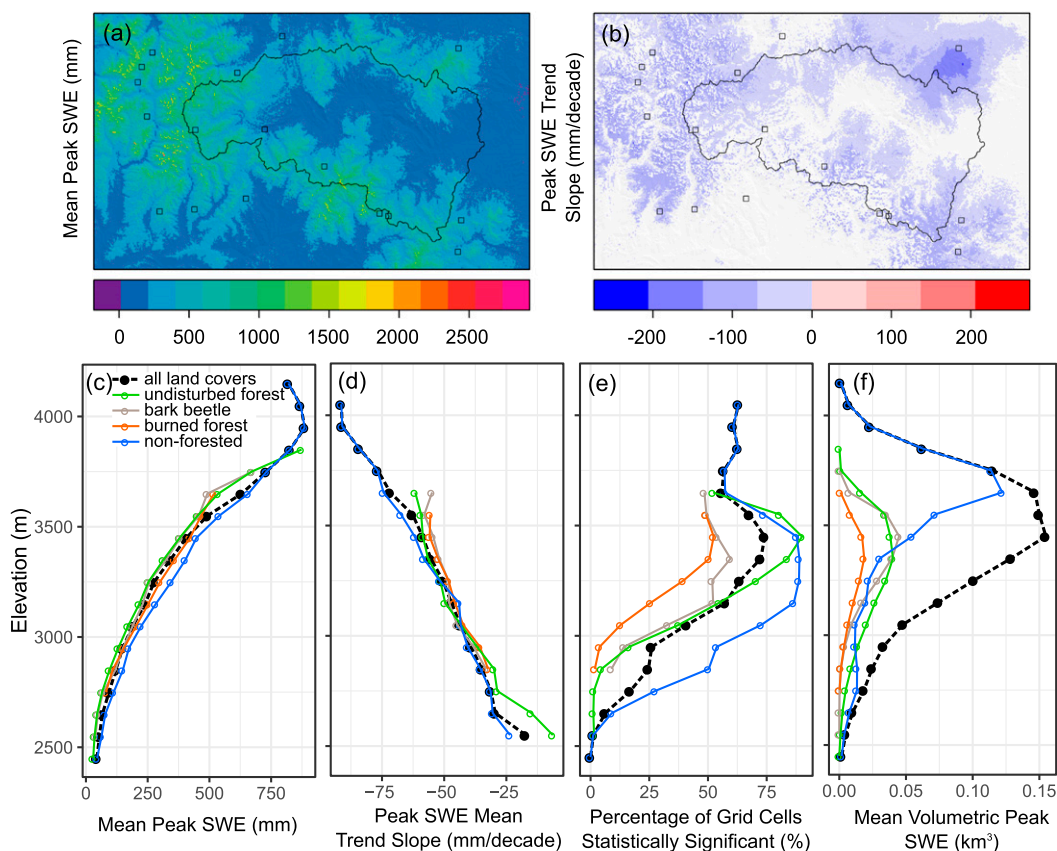 (a)
Mean Peak SWE (mm)
0 500 1000 1500 2000 2500
(b)
Peak SWE Trend
Slope (mm/decade)
-200 -100 0 100 200
(c)
all land covers
undisturbed forest
bark beetle
burned forest
non-forested
Elevation (m)
4000
3500
3000
2500
0 250 500 750
Mean Peak SWE (mm)
(d)
−75 −50 −25
Peak SWE Mean
Trend Slope (mm/decade)
(e)
0 25 50 75
Percentage of Grid Cells
Statistically Significant (%)
(f)
0.00 0.05 0.10 0.15
Mean Volumetric Peak
SWE (km³)